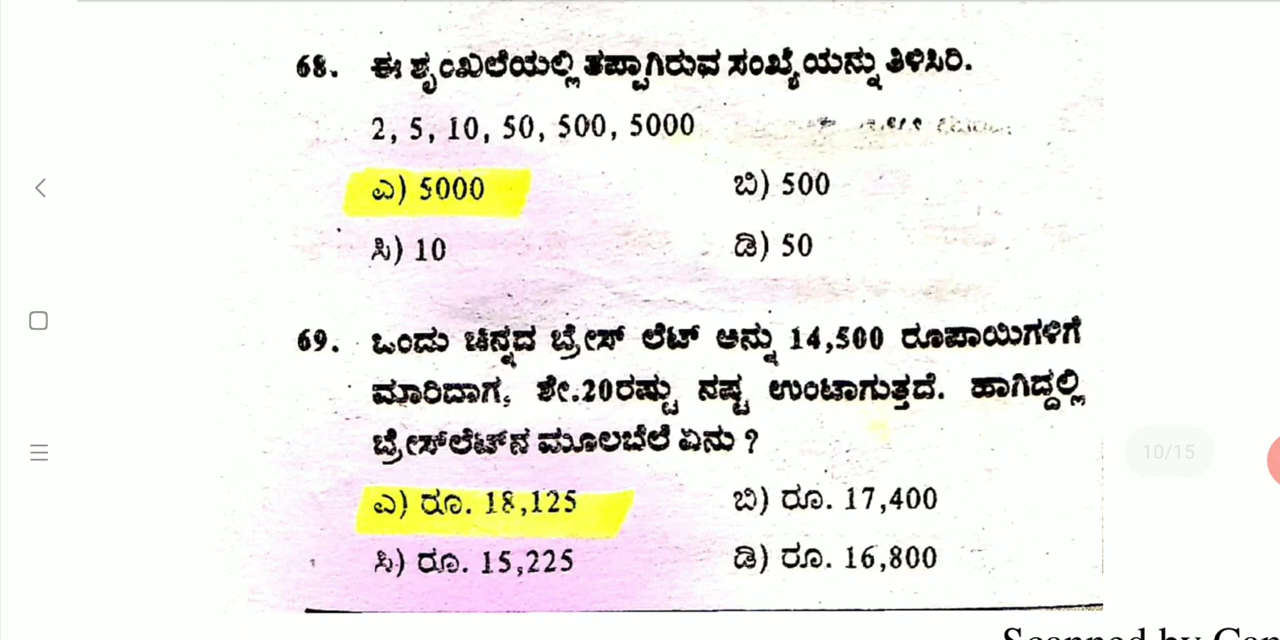 68. ಈ ಶೃಂಖಲೆಯಲ್ಲಿ ತಪ್ಪಾಗಿರುವ ಸಂಖ್ಯೆಯನ್ನು ತಿಳಿಸಿರಿ.
2, 5, 10, 50, 500, 5000
ಎ) 5000 ಬಿ) 500
ಸಿ) 10 ಡಿ) 50
69. ಒಂದು ಚಿನ್ನದ ಬ್ರೇಸ್ ಲೆಟ್ ಅನ್ನು 14,500 ರೂಪಾಯಿಗಳಿಗೆ
ಮಾರಿದಾಗ, ಶೇ.20ರಷ್ಟು ನಷ್ಟ ಉಂಟಾಗುತ್ತದೆ. ಹಾಗಿದ್ದಲ್ಲಿ
ಬ್ರೇಸ್‌ಲೆಟ್‌ನ ಮೂಲಬೆಲೆ ಏನು ?
10/15
ಎ) ರೂ. 18,125 ಬಿ) ರೂ. 17,400
ಸಿ) ರೂ. 15,225 ಡಿ) ರೂ. 16,800